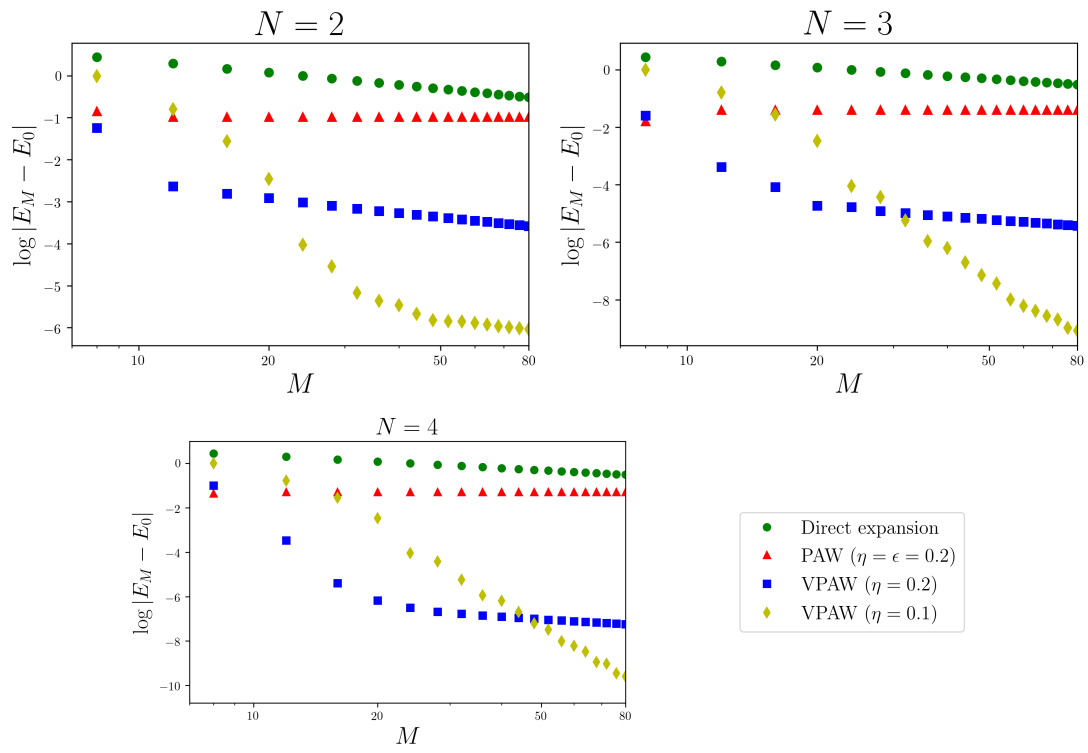 N = 2
0
−1
−2
−3
−4
−5
−6
log |E_M − E_0|
10 20 50 80
M
N = 3
0
−2
−4
−6
−8
log |E_M − E_0|
10 20 50 80
M
N = 4
0
−2
−4
−6
−8
−10
log |E_M − E_0|
10 20 50 80
M
Direct expansion
PAW (η = ϵ = 0.2)
VPAW (η = 0.2)
VPAW (η = 0.1)